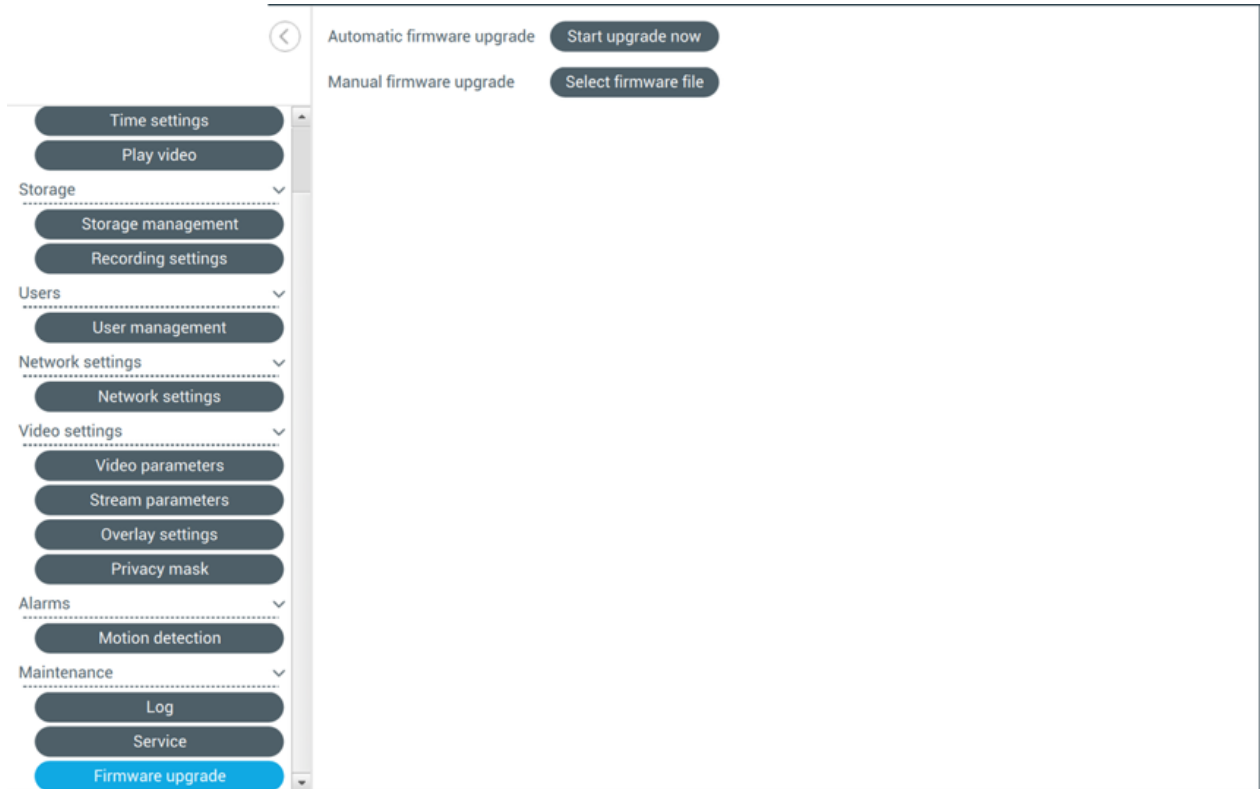 Automatic firmware upgrade Start upgrade now
Manual firmware upgrade Select firmware file
Time settings
Play video
Storage
Storage management
Recording settings
Users
User management
Network settings
Network settings
Video settings
Video parameters
Stream parameters
Overlay settings
Privacy mask
Alarms
Motion detection
Maintenance
Log
Service
Firmware upgrade